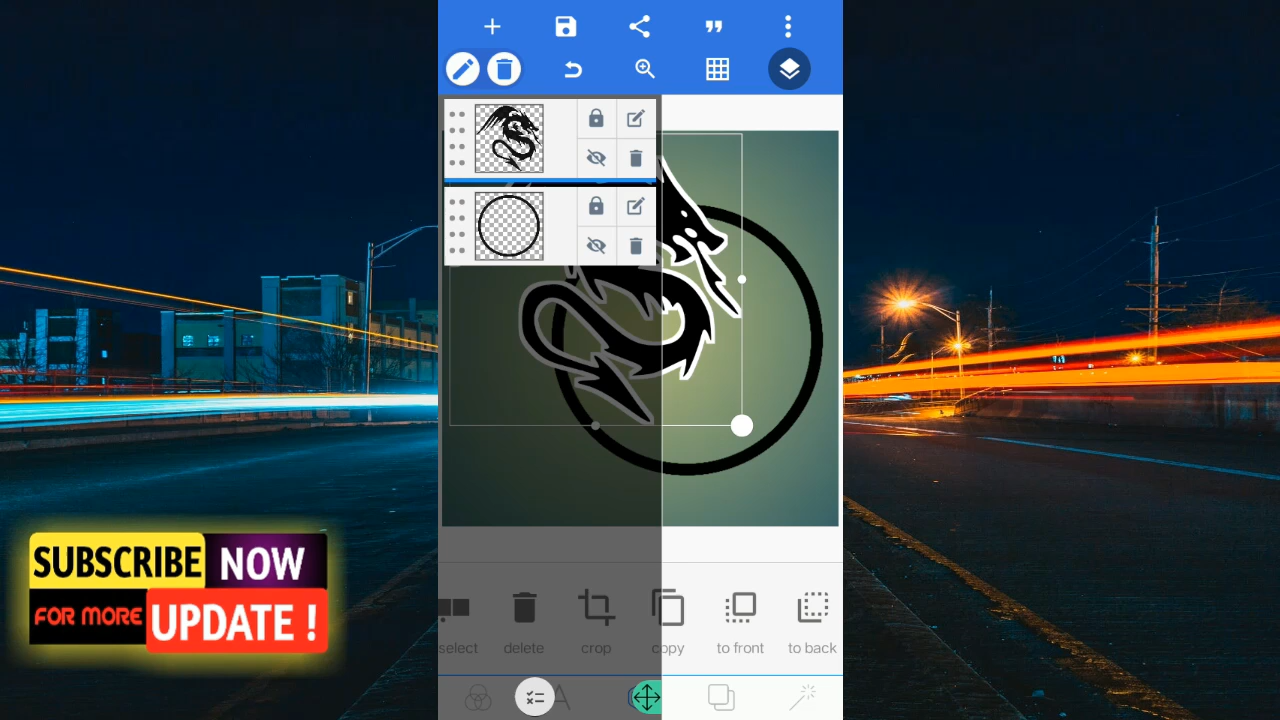 select
delete
crop
copy
to front
to back
SUBSCRIBE NOW
FOR MORE UPDATE !